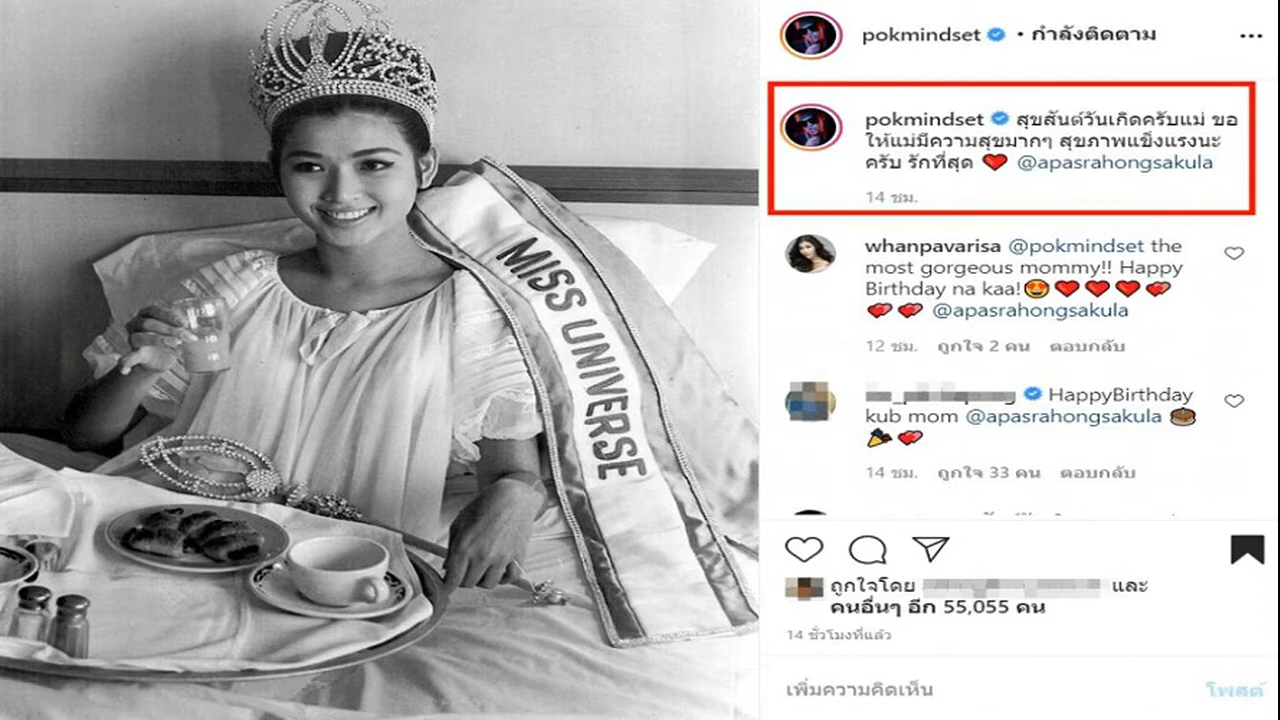 MISS UNIVERSE
pokmindset • กำลังติดตาม
pokmindset สุขสันต์วันเกิดครับแม่ ขอ
ให้แม่มีความสุขมากๆ สุขภาพแข็งแรงนะ
ครับ รักที่สุด ❤️ @apasrahongsakula
14 ชม.
whanpavarisa @pokmindset the
most gorgeous mommy!! Happy
Birthday na kaa!😍❤️❤️❤️💕
💕💕 @apasrahongsakula
12 ชม. ถูกใจ 2 คน ตอบกลับ
HappyBirthday
kub mom @apasrahongsakula 🎂
🎉💕
14 ชม. ถูกใจ 33 คน ตอบกลับ
ถูกใจโดย และ
คนอื่นๆ อีก 55,055 คน
14 ชั่วโมงที่แล้ว
เพิ่มความคิดเห็น โพสต์